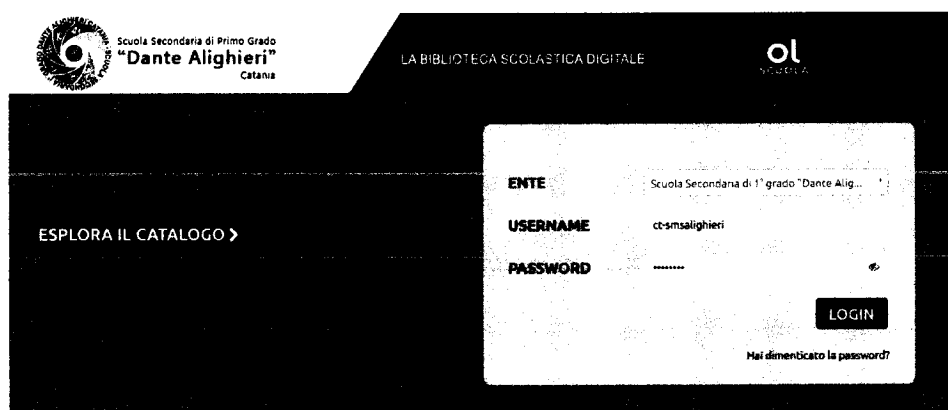 Scuola Secondaria di Primo Grado
"Dante Alighieri"
Catania
LA BIBLIOTECA SCOLASTICA DIGITALE
ol
SCUOLA
ENTE
Scuola Secondaria di 1° grado "Dante Alig...
USERNAME
ct-smsalighieri
PASSWORD
••••••••
ESPLORA IL CATALOGO >
LOGIN
Hai dimenticato la password?